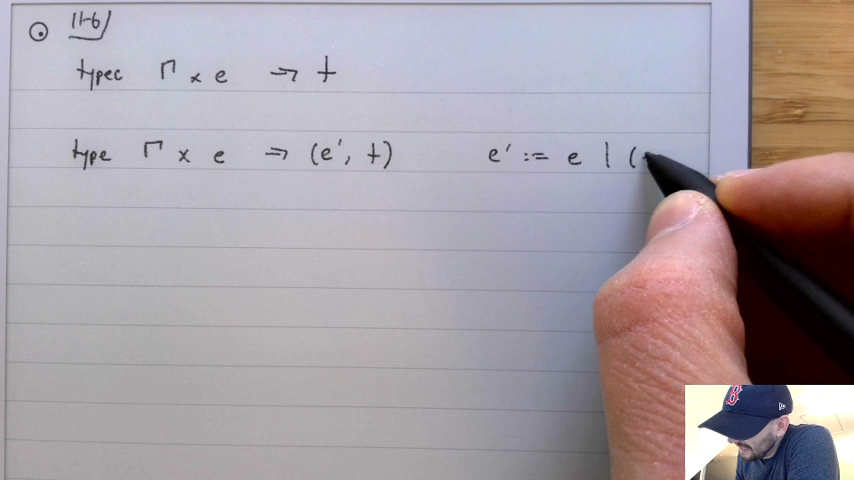 11-6
typec Γ x e → t
type Γ x e → (e', t) e' := e | (
B